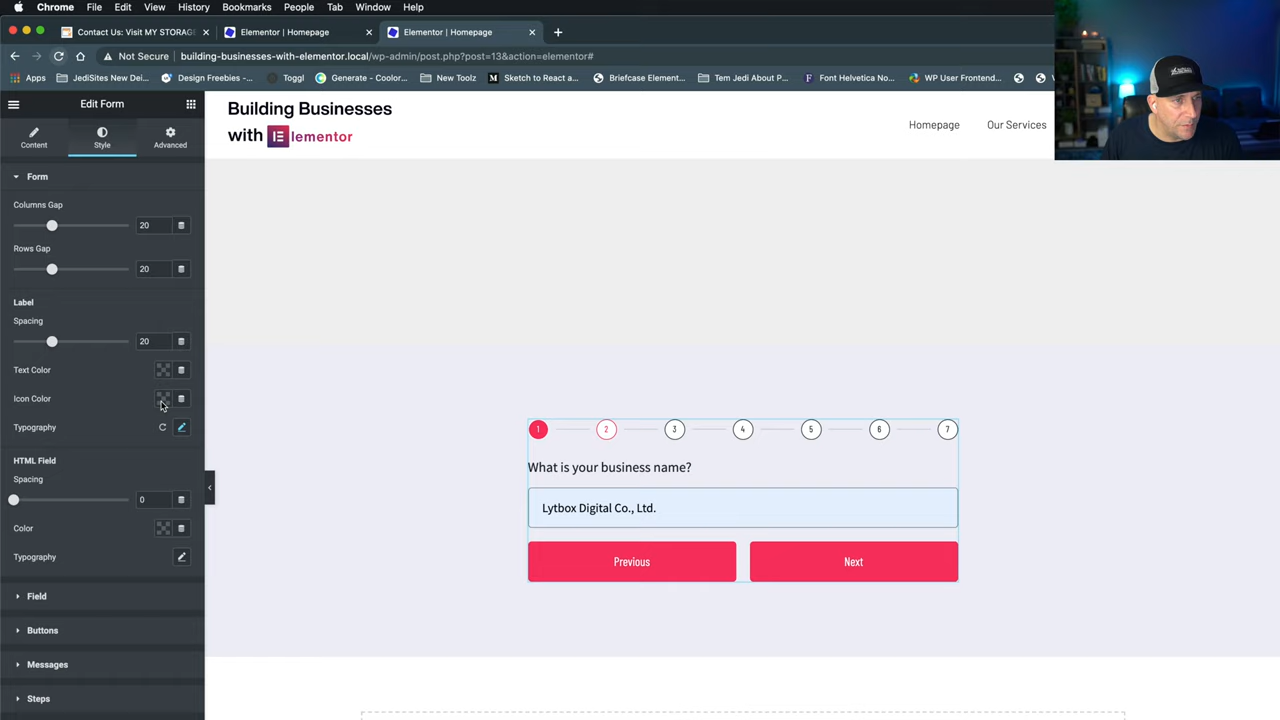 Chrome File Edit View History Bookmarks People Tab Window Help
Contact Us: Visit MY STORAG
Elementor | Homepage
Elementor | Homepage
Not Secure building-businesses-with-elementor.local/wp-admin/post.php?post=13&action=elementor#
Apps JediSites New Dei... Design Freebies -... Toggl Generate - Coolor... New Toolz Sketch to React a... Briefcase Element... Tem Jedi About P... Font Helvetica No... WP User Frontend...
Edit Form
Content Style Advanced
Form
Columns Gap
20
Rows Gap
20
Label
Spacing
20
Text Color
Icon Color
Typography
HTML Field
Spacing
0
Color
Typography
Field
Buttons
Messages
Steps
Building Businesses
with Elementor
Homepage Our Services
1 2 3 4 5 6 7
What is your business name?
Lytbox Digital Co., Ltd.
Previous Next